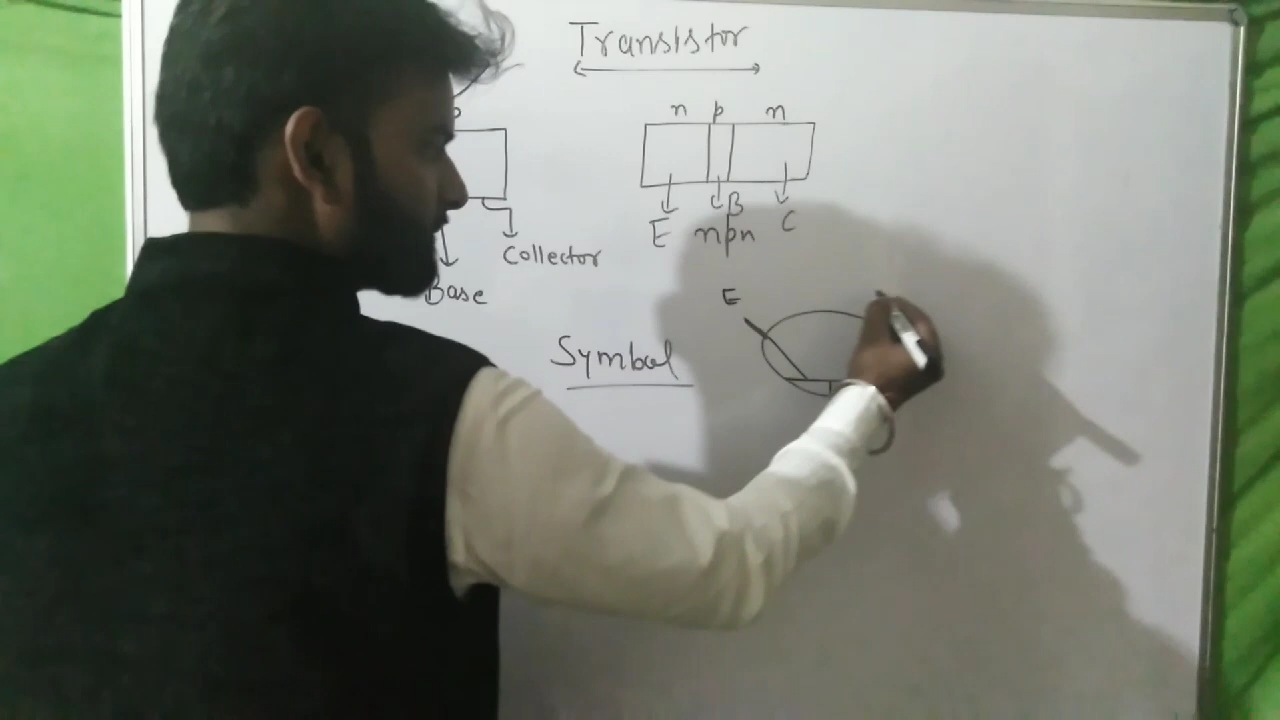 Transistor
n p n
E B C
npn
Collector
Base
Symbol
E